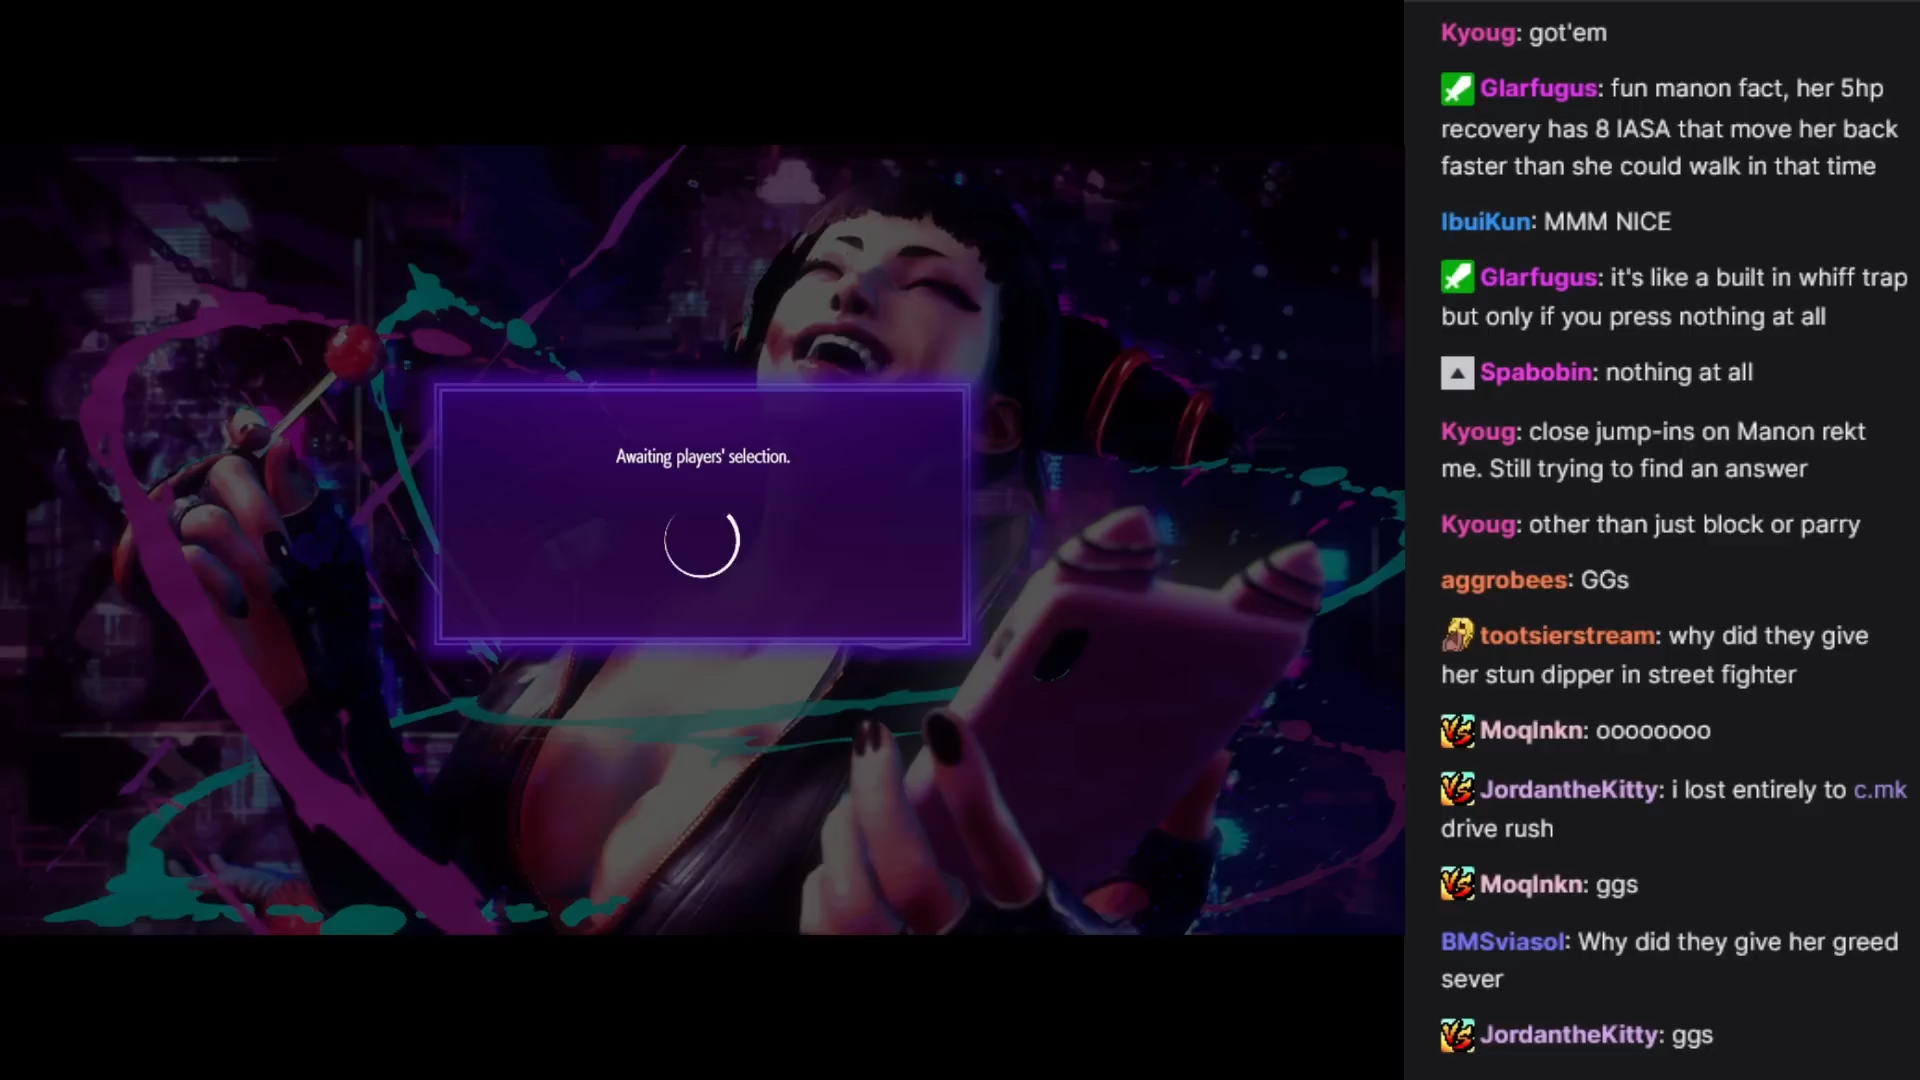 Awaiting players' selection.
Kyoug: got'em
Glarfugus: fun manon fact, her 5hp
recovery has 8 IASA that move her back
faster than she could walk in that time
IbuiKun: MMM NICE
Glarfugus: it's like a built in whiff trap
but only if you press nothing at all
Spabobin: nothing at all
Kyoug: close jump-ins on Manon rekt
me. Still trying to find an answer
Kyoug: other than just block or parry
aggrobees: GGs
tootsierstream: why did they give
her stun dipper in street fighter
MoqInkn: oooooooo
JordantheKitty: i lost entirely to c.mk
drive rush
MoqInkn: ggs
BMSviasol: Why did they give her greed
sever
JordantheKitty: ggs